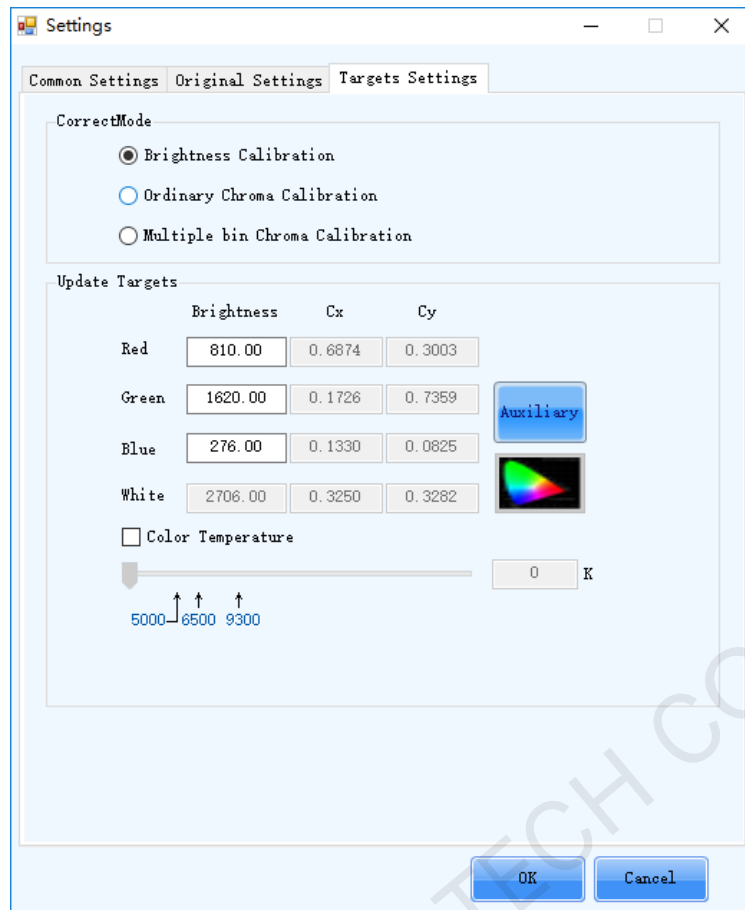 Settings
Common Settings Original Settings Targets Settings
CorrectMode
Brightness Calibration
Ordinary Chroma Calibration
Multiple bin Chroma Calibration
Update Targets
Brightness Cx Cy
Red 810.00 0.6874 0.3003
Green 1620.00 0.1726 0.7359
Auxiliary
Blue 276.00 0.1330 0.0825
White 2706.00 0.3250 0.3282
Color Temperature
0 K
5000 6500 9300
TECH CO
OK Cancel